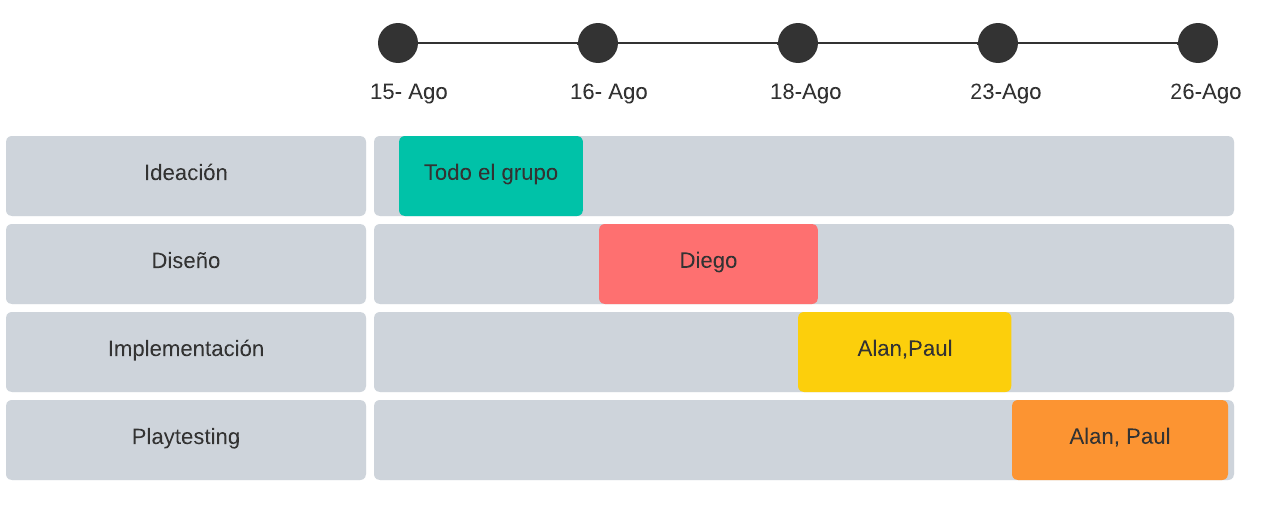 15- Ago
16- Ago
18-Ago
23-Ago
26-Ago
Ideación
Todo el grupo
Diseño
Diego
Implementación
Alan,Paul
Playtesting
Alan, Paul